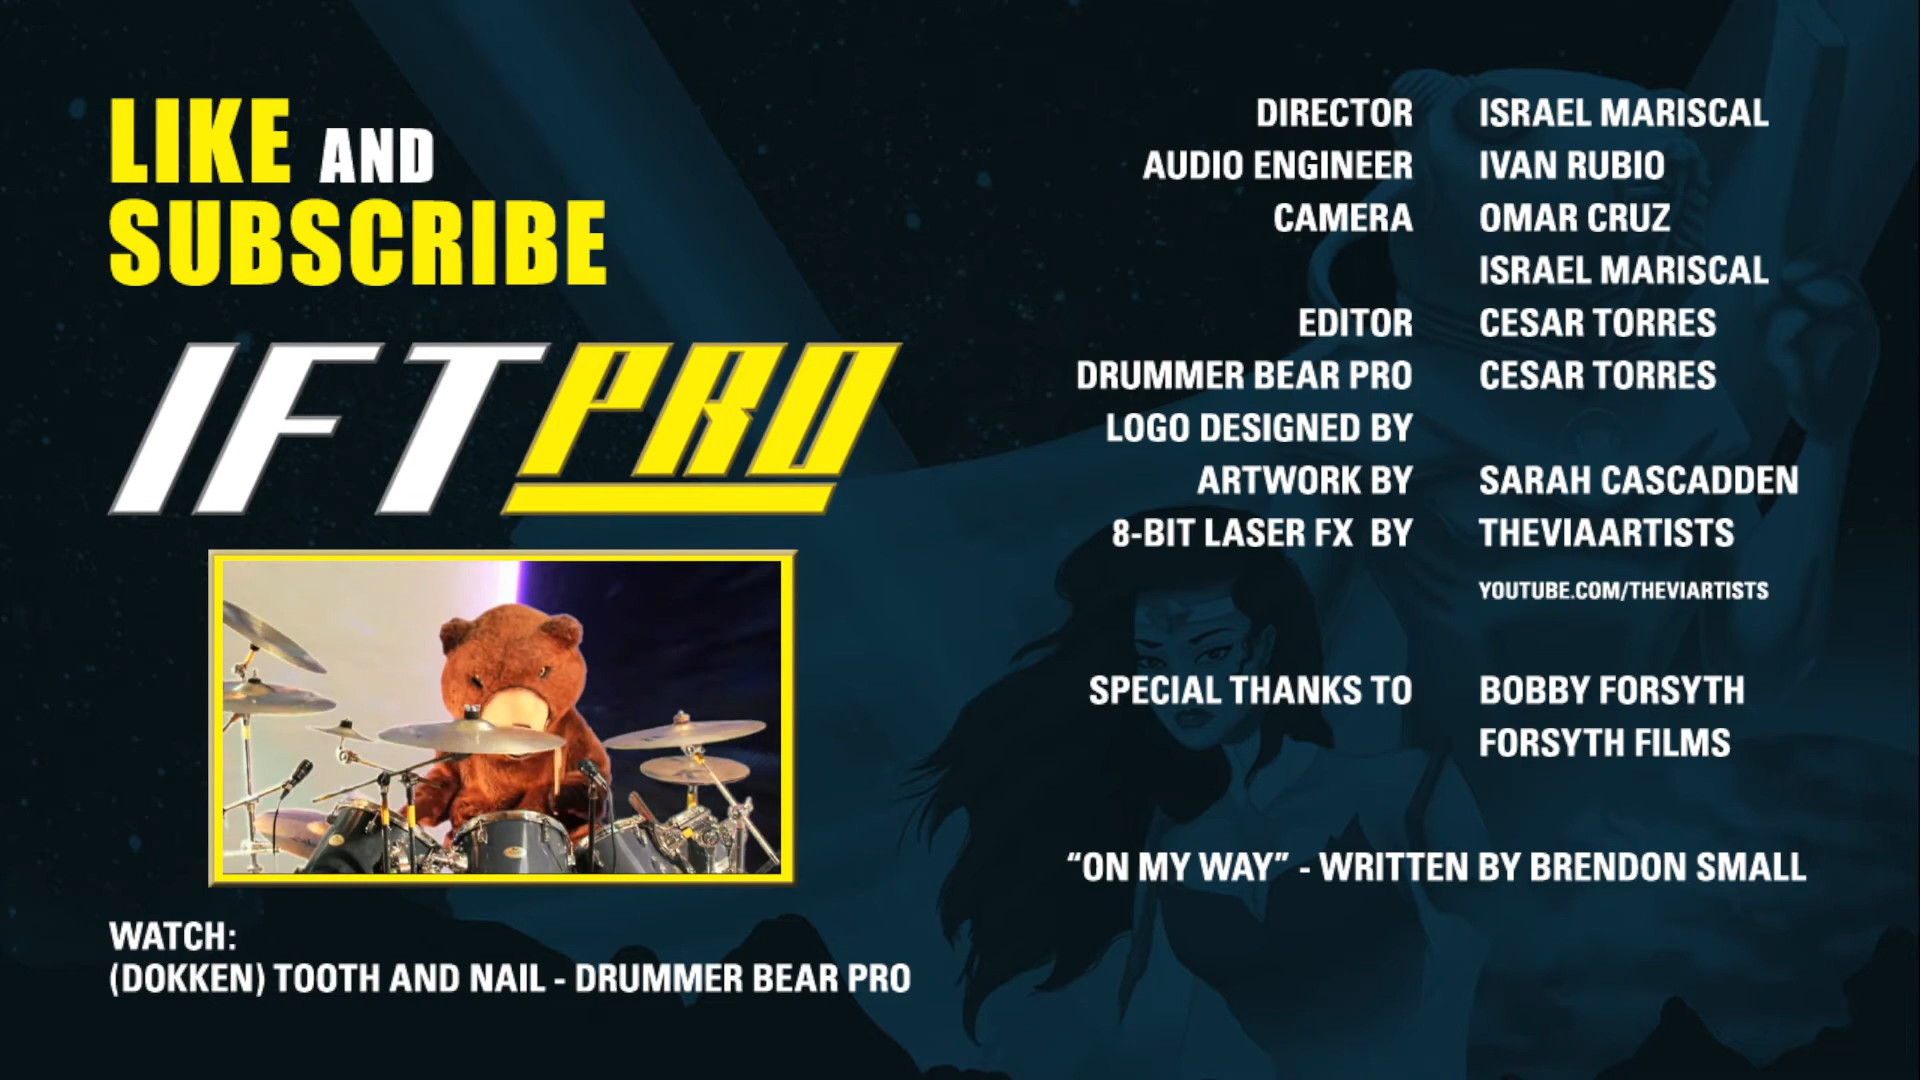 LIKE AND
SUBSCRIBE
IFT PRO
WATCH:
(DOKKEN) TOOTH AND NAIL - DRUMMER BEAR PRO
DIRECTOR ISRAEL MARISCAL
AUDIO ENGINEER IVAN RUBIO
CAMERA OMAR CRUZ
ISRAEL MARISCAL
EDITOR CESAR TORRES
DRUMMER BEAR PRO CESAR TORRES
LOGO DESIGNED BY
ARTWORK BY SARAH CASCADDEN
8-BIT LASER FX BY THEVIAARTISTS
YOUTUBE.COM/THEVIARTISTS
SPECIAL THANKS TO BOBBY FORSYTH
FORSYTH FILMS
“ON MY WAY” - WRITTEN BY BRENDON SMALL